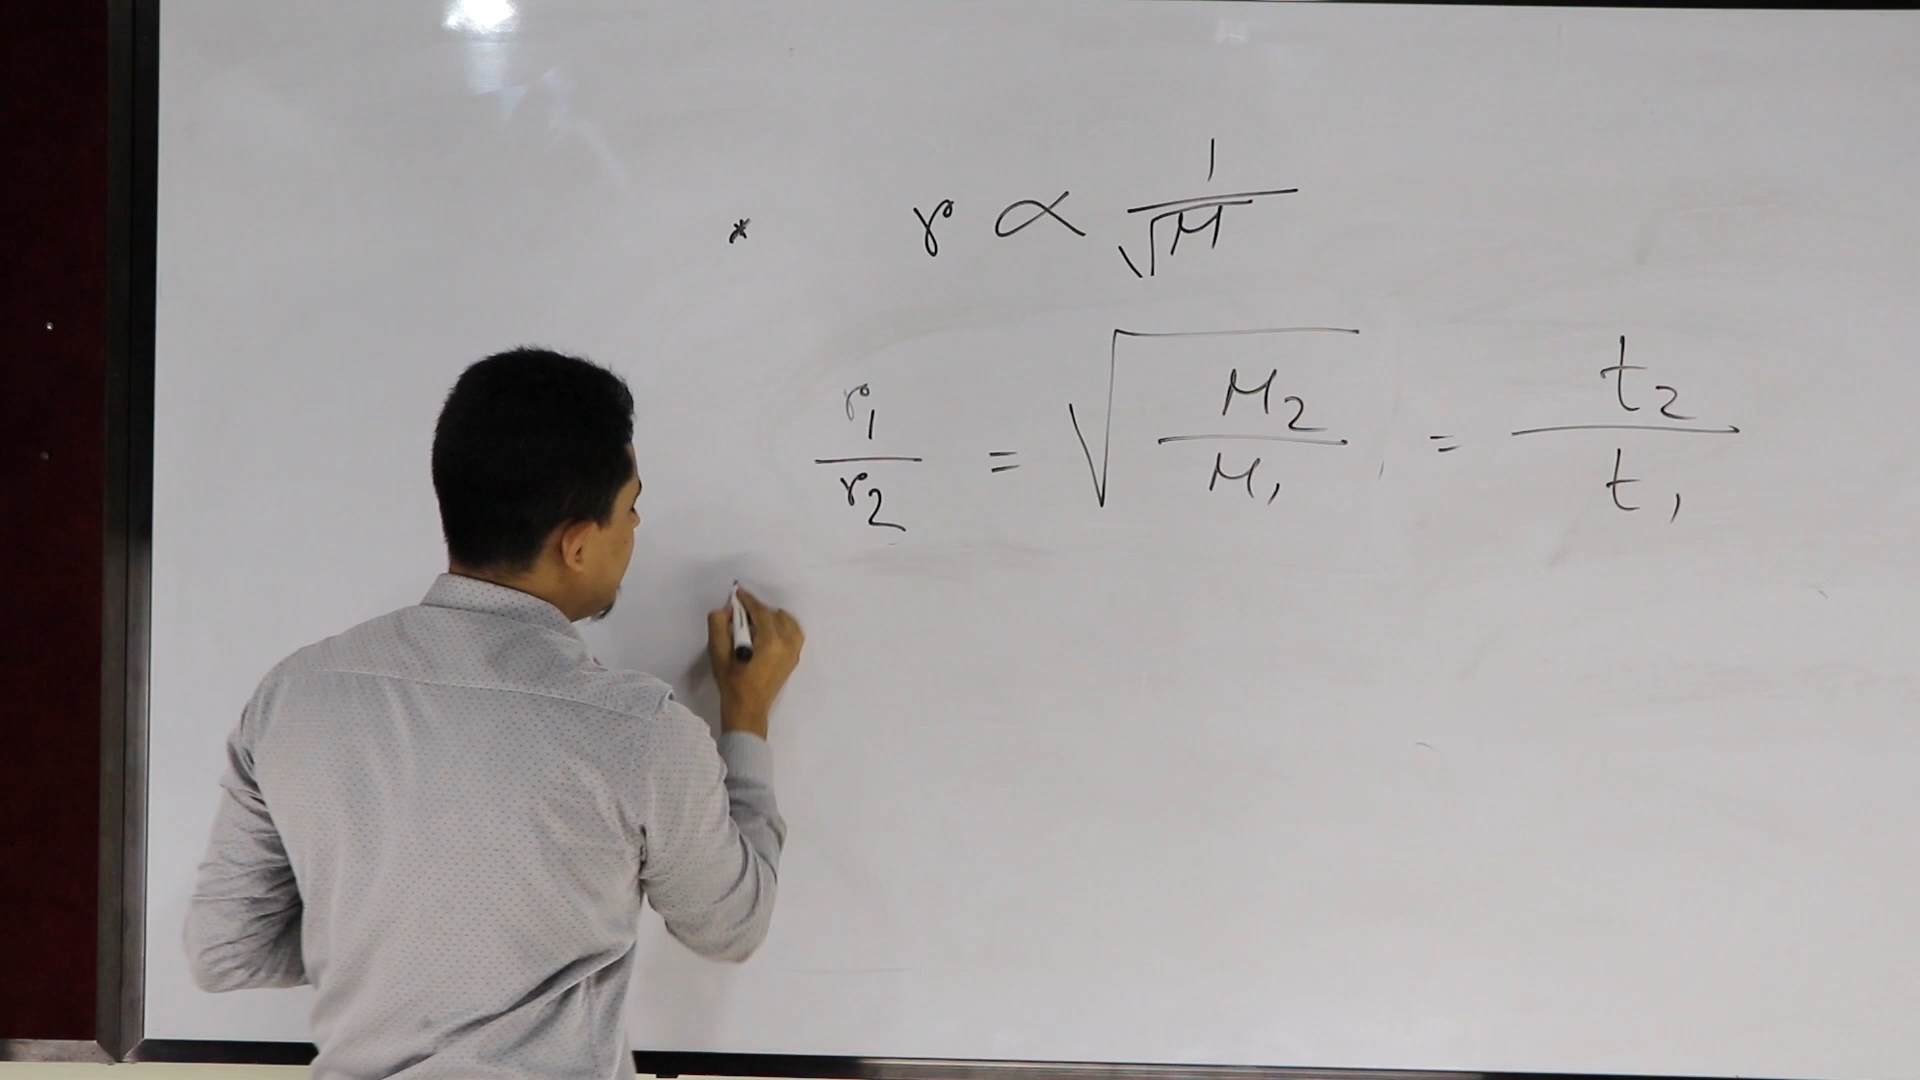 * r ∝ 1/√M
r1/r2 = √(M2/M1) = t2/t1